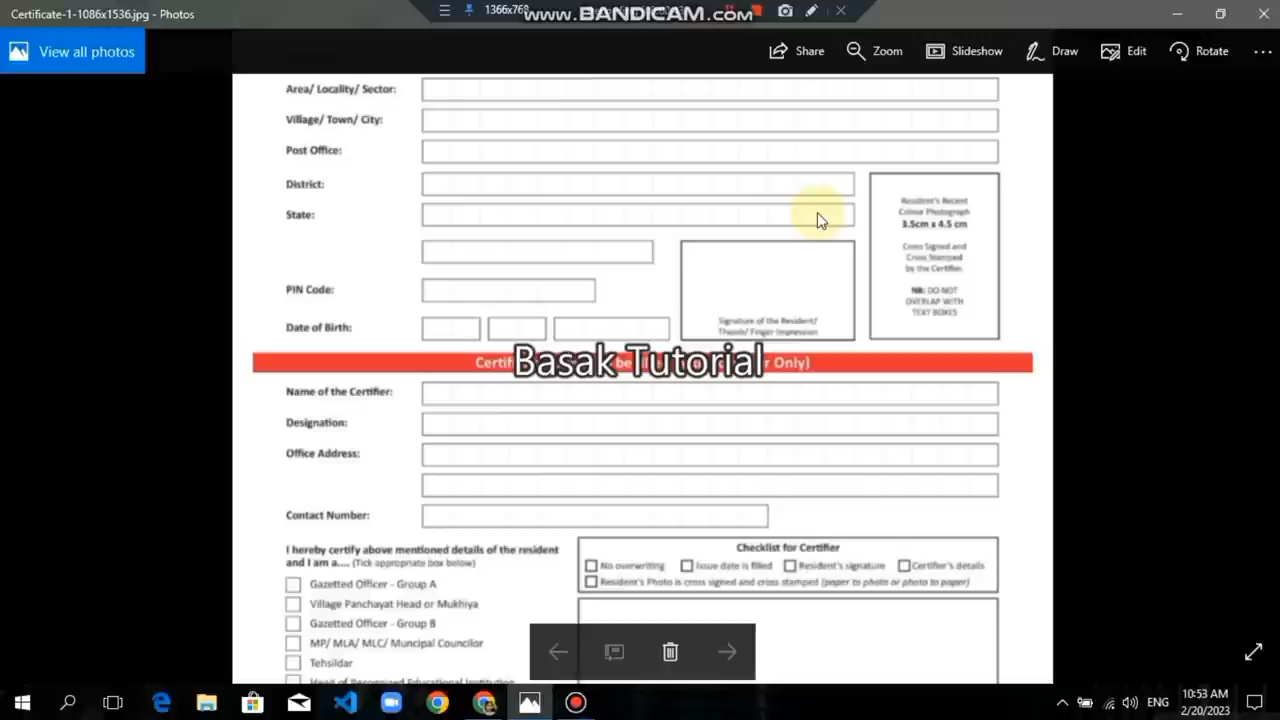 Certificate-1-1086x1536.jpg - Photos
1366x768
www.BANDICAM.com
View all photos
Share
Zoom
Slideshow
Draw
Edit
Rotate
Area/ Locality/ Sector:
Village/ Town/ City:
Post Office:
District:
State:
Resident's Recent
Colour Photograph
3.5cm x 4.5 cm
Cross Signed and
Cross Stamped
by the Certifier.
NB: DO NOT
OVERLAP WITH
TEXT BOXES
PIN Code:
Date of Birth:
Signature of the Resident/
Thumb/ Finger Impression
Only)
Basak Tutorial
Name of the Certifier:
Designation:
Office Address:
Contact Number:
I hereby certify above mentioned details of the resident
and I am a.... (Tick appropriate box below)
Gazetted Officer - Group A
Village Panchayat Head or Mukhiya
Gazetted Officer - Group B
MP/ MLA/ MLC/ Muncipal Councilor
Tehsildar
Head of Recognized Educational Institution
Checklist for Certifier
No overwriting
Issue date is filled
Resident's signature
Certifier's details
Resident's Photo is cross signed and cross stamped (paper to photo or photo to paper)
ENG
10:53 AM
2/20/2023